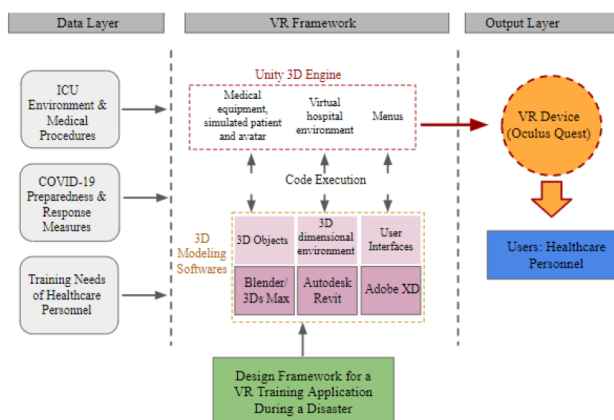 Data Layer
VR Framework
Output Layer
ICU
Environment &
Medical
Procedures
COVID-19
Preparedness &
Response
Measures
Training Needs
of Healthcare
Personnel
Unity 3D Engine
Medical
equipment,
simulated patient
and avatar
Virtual
hospital
environment
Menus
Code Execution
3D
Modeling
Softwares
3D Objects
3D
dimensional
environment
User
Interfaces
Blender/
3Ds Max
Autodesk
Revit
Adobe XD
Design Framework for a
VR Training Application
During a Disaster
VR Device
(Oculus Quest)
Users: Healthcare
Personnel